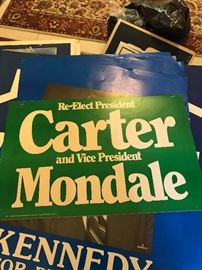 Re-Elect President
Carter
and Vice President
Mondale
KENNEDY